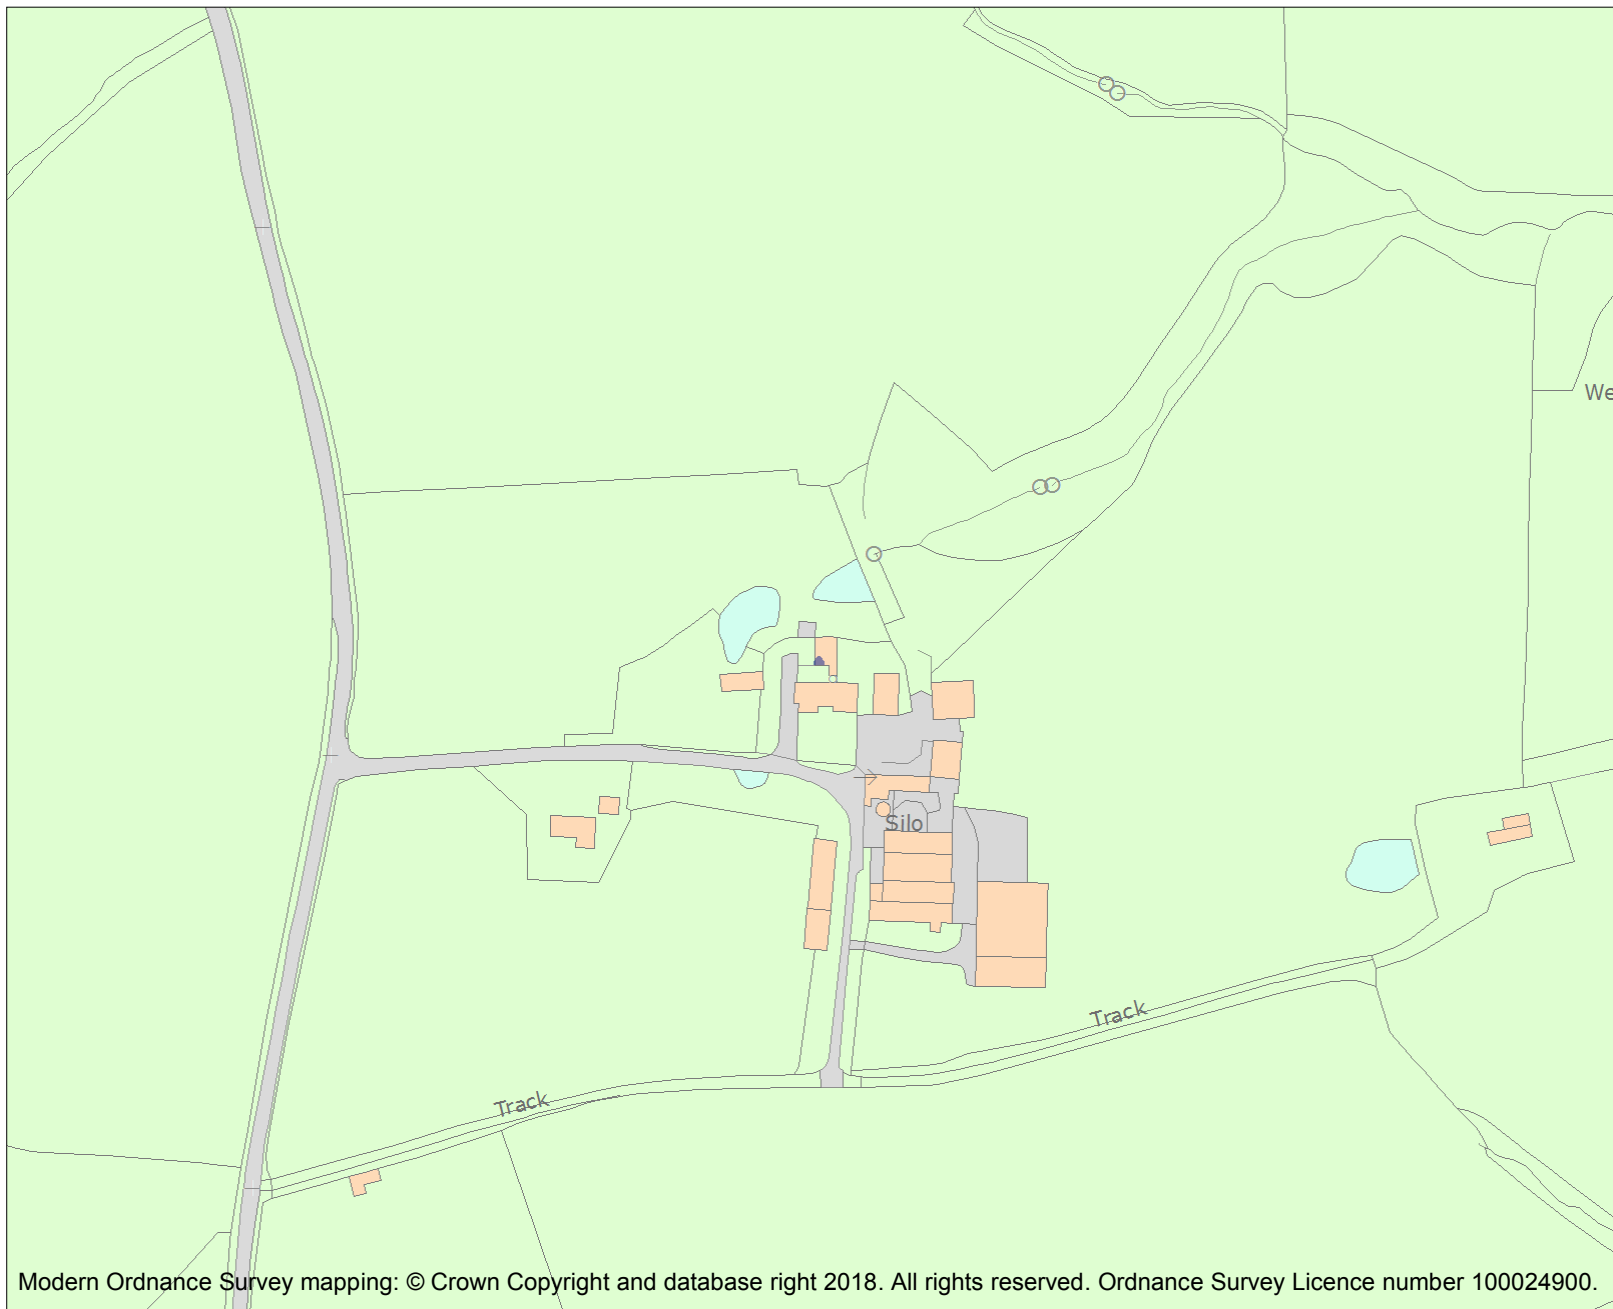 We
Silo
Track
Track
Modern Ordnance Survey mapping: © Crown Copyright and database right 2018. All rights reserved. Ordnance Survey Licence number 100024900.